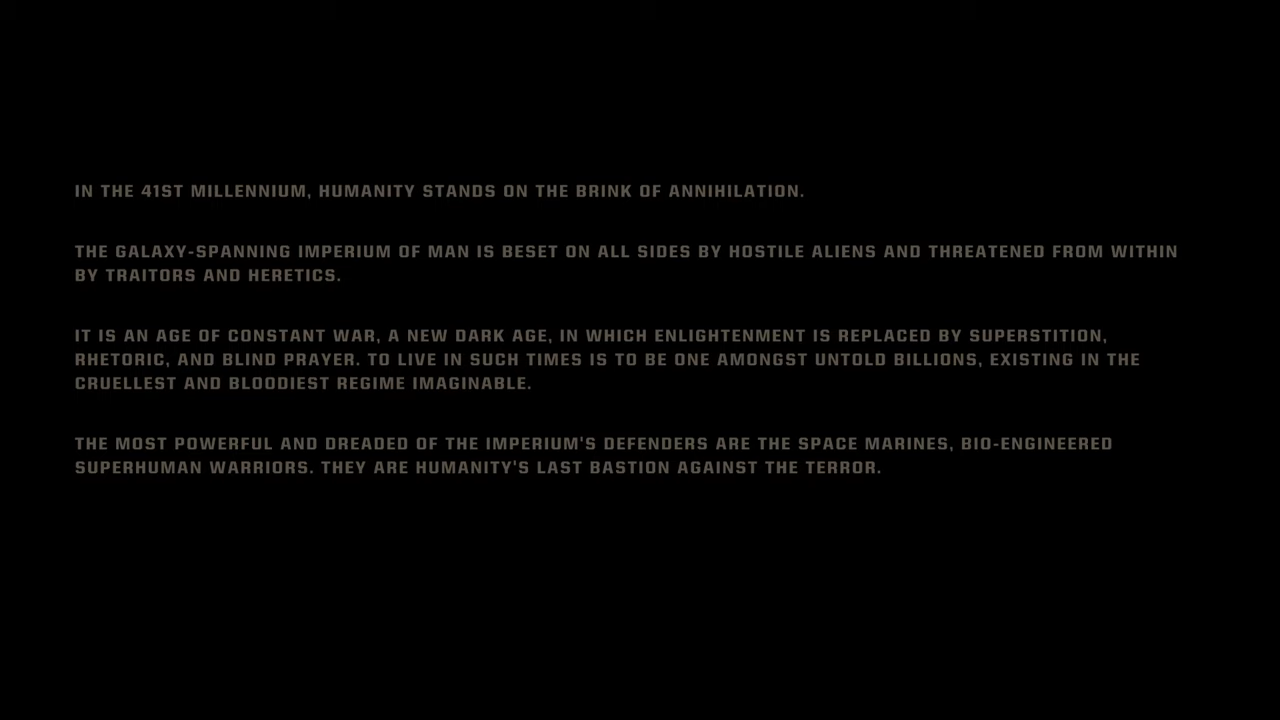 IN THE 41ST MILLENNIUM, HUMANITY STANDS ON THE BRINK OF ANNIHILATION.
THE GALAXY-SPANNING IMPERIUM OF MAN IS BESET ON ALL SIDES BY HOSTILE ALIENS AND THREATENED FROM WITHIN
BY TRAITORS AND HERETICS.
IT IS AN AGE OF CONSTANT WAR, A NEW DARK AGE, IN WHICH ENLIGHTENMENT IS REPLACED BY SUPERSTITION,
RHETORIC, AND BLIND PRAYER. TO LIVE IN SUCH TIMES IS TO BE ONE AMONGST UNTOLD BILLIONS, EXISTING IN THE
CRUELLEST AND BLOODIEST REGIME IMAGINABLE.
THE MOST POWERFUL AND DREADED OF THE IMPERIUM'S DEFENDERS ARE THE SPACE MARINES, BIO-ENGINEERED
SUPERHUMAN WARRIORS. THEY ARE HUMANITY'S LAST BASTION AGAINST THE TERROR.